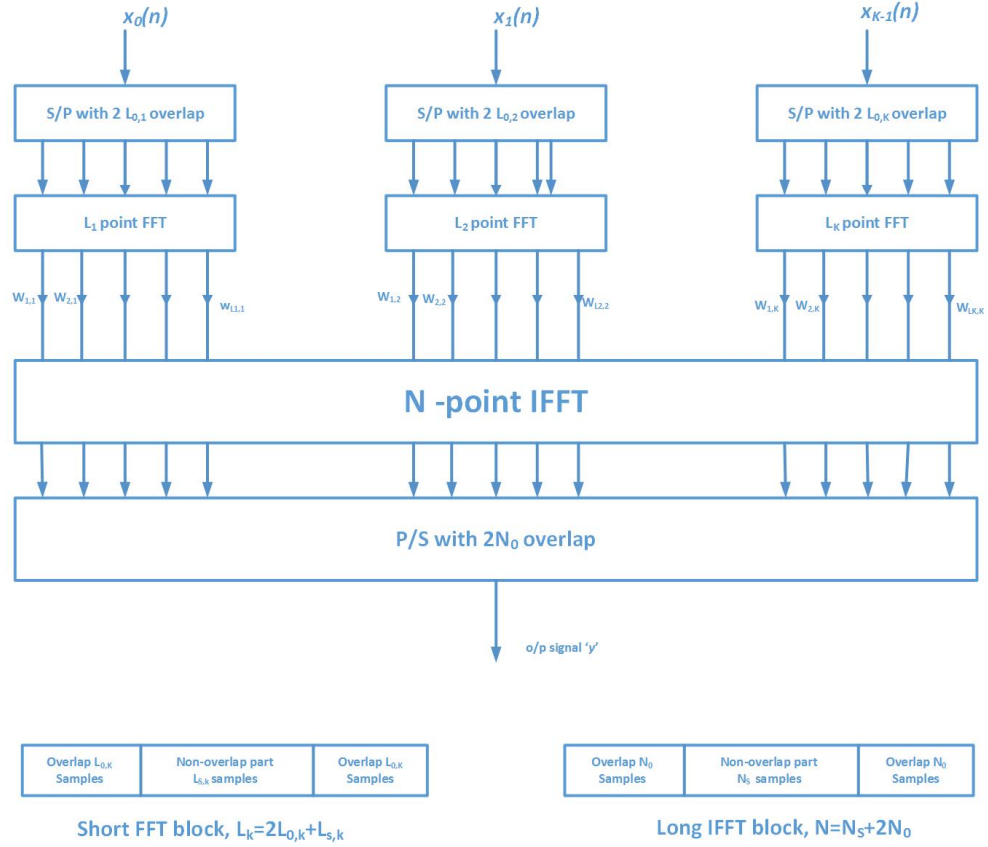 x0(n) x1(n) xK-1(n)
S/P with 2 L0,1 overlap S/P with 2 L0,2 overlap S/P with 2 L0,K overlap
L1 point FFT L2 point FFT LK point FFT
W1,1 W2,1 wL1,1 W1,2 W2,2 WL2,2 W1,K W2,K WLK,K
N -point IFFT
P/S with 2N0 overlap
o/p signal ‘y’
Overlap L0,K Non-overlap part Overlap L0,K Overlap N0 Non-overlap part Overlap N0
Samples LS,k samples Samples Samples NS samples Samples
Short FFT block, Lk=2L0,k+Ls,k Long IFFT block, N=NS+2N0